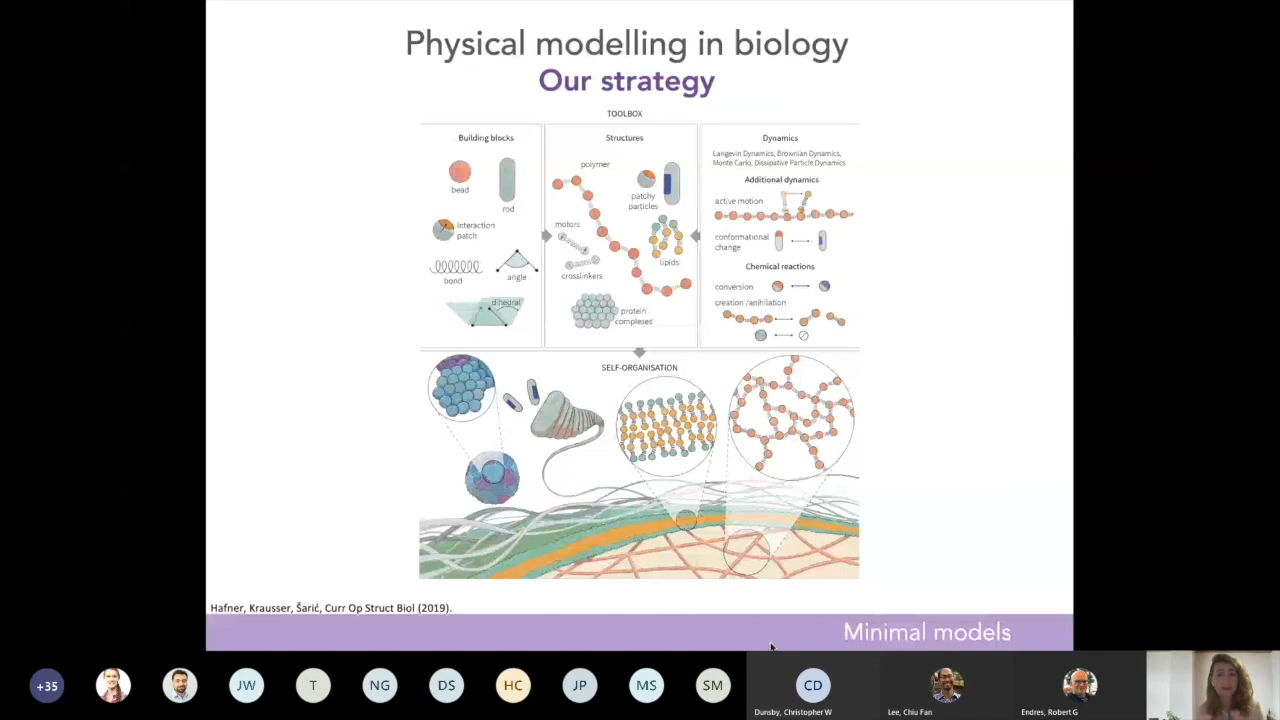 Physical modelling in biology
Our strategy
TOOLBOX
Building blocks
bead
rod
interaction
patch
bond
angle
dihedral
Structures
polymer
patchy
particles
motors
lipids
crosslinkers
protein
complexes
Dynamics
Langevin Dynamics, Brownian Dynamics,
Monte Carlo, Dissipative Particle Dynamics
Additional dynamics
active motion
conformational
change
Chemical reactions
conversion
creation /anihilation
SELF-ORGANISATION
Hafner, Krausser, Šarić, Curr Op Struct Biol (2019).
Minimal models
+35
JW
T
NG
DS
HC
JP
MS
SM
CD
Dunsby, Christopher W
Lee, Chiu Fan
Endres, Robert G